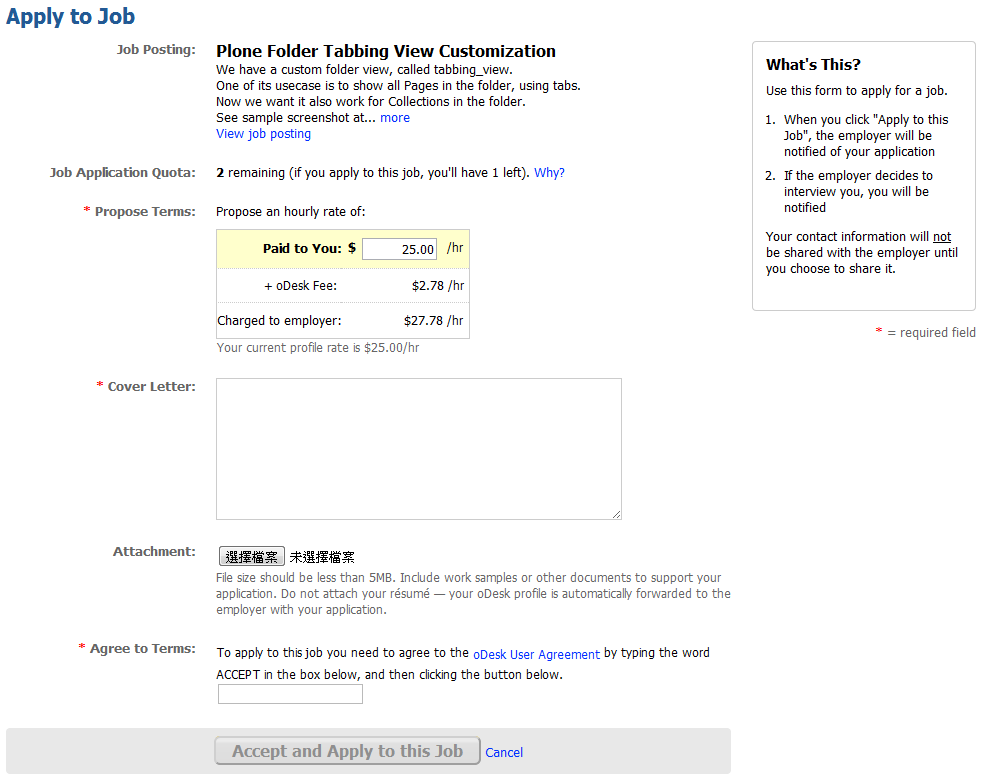 Apply to Job
Job Posting:
Plone Folder Tabbing View Customization
We have a custom folder view, called tabbing_view.
One of its usecase is to show all Pages in the folder, using tabs.
Now we want it also work for Collections in the folder.
See sample screenshot at... more
View job posting
Job Application Quota:
2 remaining (if you apply to this job, you'll have 1 left). Why?
* Propose Terms:
Propose an hourly rate of:
Paid to You: $ 25.00 /hr
+ oDesk Fee: $2.78 /hr
Charged to employer: $27.78 /hr
Your current profile rate is $25.00/hr
* Cover Letter:
Attachment:
選擇檔案 未選擇檔案
File size should be less than 5MB. Include work samples or other documents to support your
application. Do not attach your résumé — your oDesk profile is automatically forwarded to the
employer with your application.
* Agree to Terms:
To apply to this job you need to agree to the oDesk User Agreement by typing the word
ACCEPT in the box below, and then clicking the button below.
Accept and Apply to this Job Cancel
What's This?
Use this form to apply for a job.
1. When you click "Apply to this
Job", the employer will be
notified of your application
2. If the employer decides to
interview you, you will be
notified
Your contact information will not
be shared with the employer until
you choose to share it.
* = required field